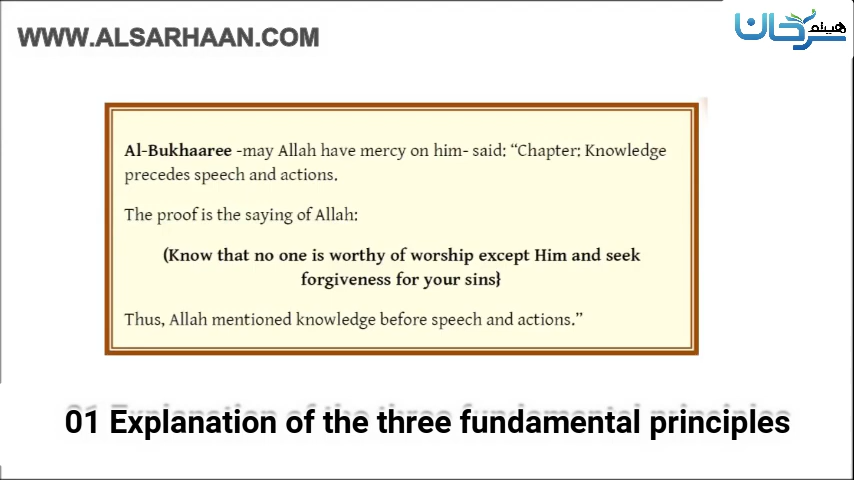 WWW.ALSARHAAN.COM
هيثم
سرحان
Al-Bukhaaree -may Allah have mercy on him- said: “Chapter: Knowledge
precedes speech and actions.
The proof is the saying of Allah:
(Know that no one is worthy of worship except Him and seek
forgiveness for your sins}
Thus, Allah mentioned knowledge before speech and actions.”
01 Explanation of the three fundamental principles